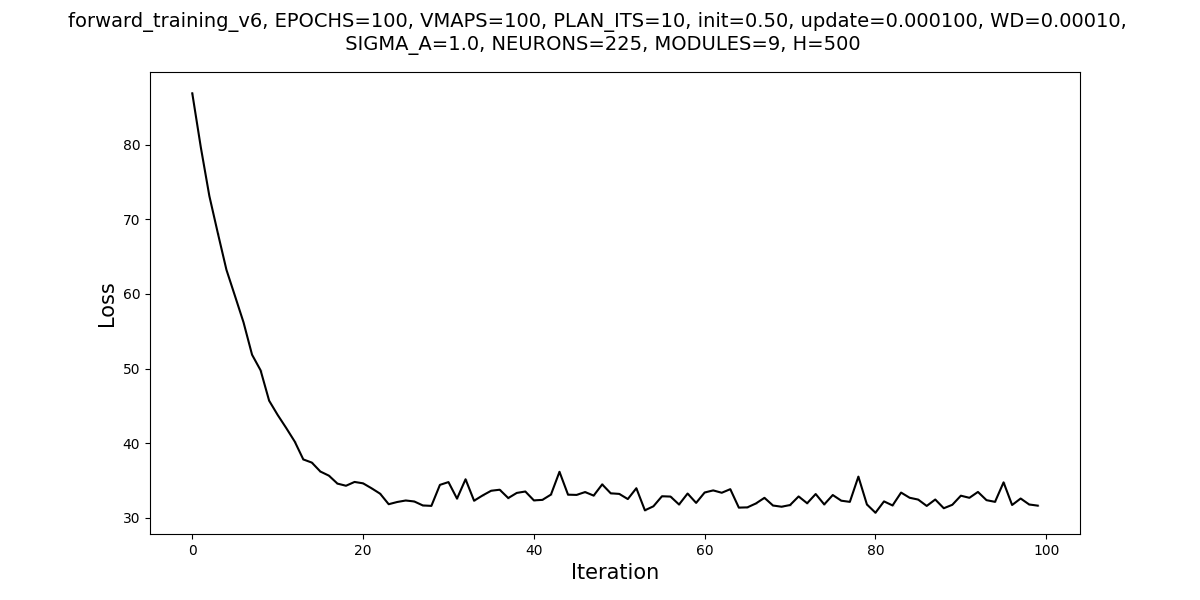 forward_training_v6, EPOCHS=100, VMAPS=100, PLAN_ITS=10, init=0.50, update=0.000100, WD=0.00010,
SIGMA_A=1.0, NEURONS=225, MODULES=9, H=500
80
70
60
50
40
30
Loss
0 20 40 60 80 100
Iteration